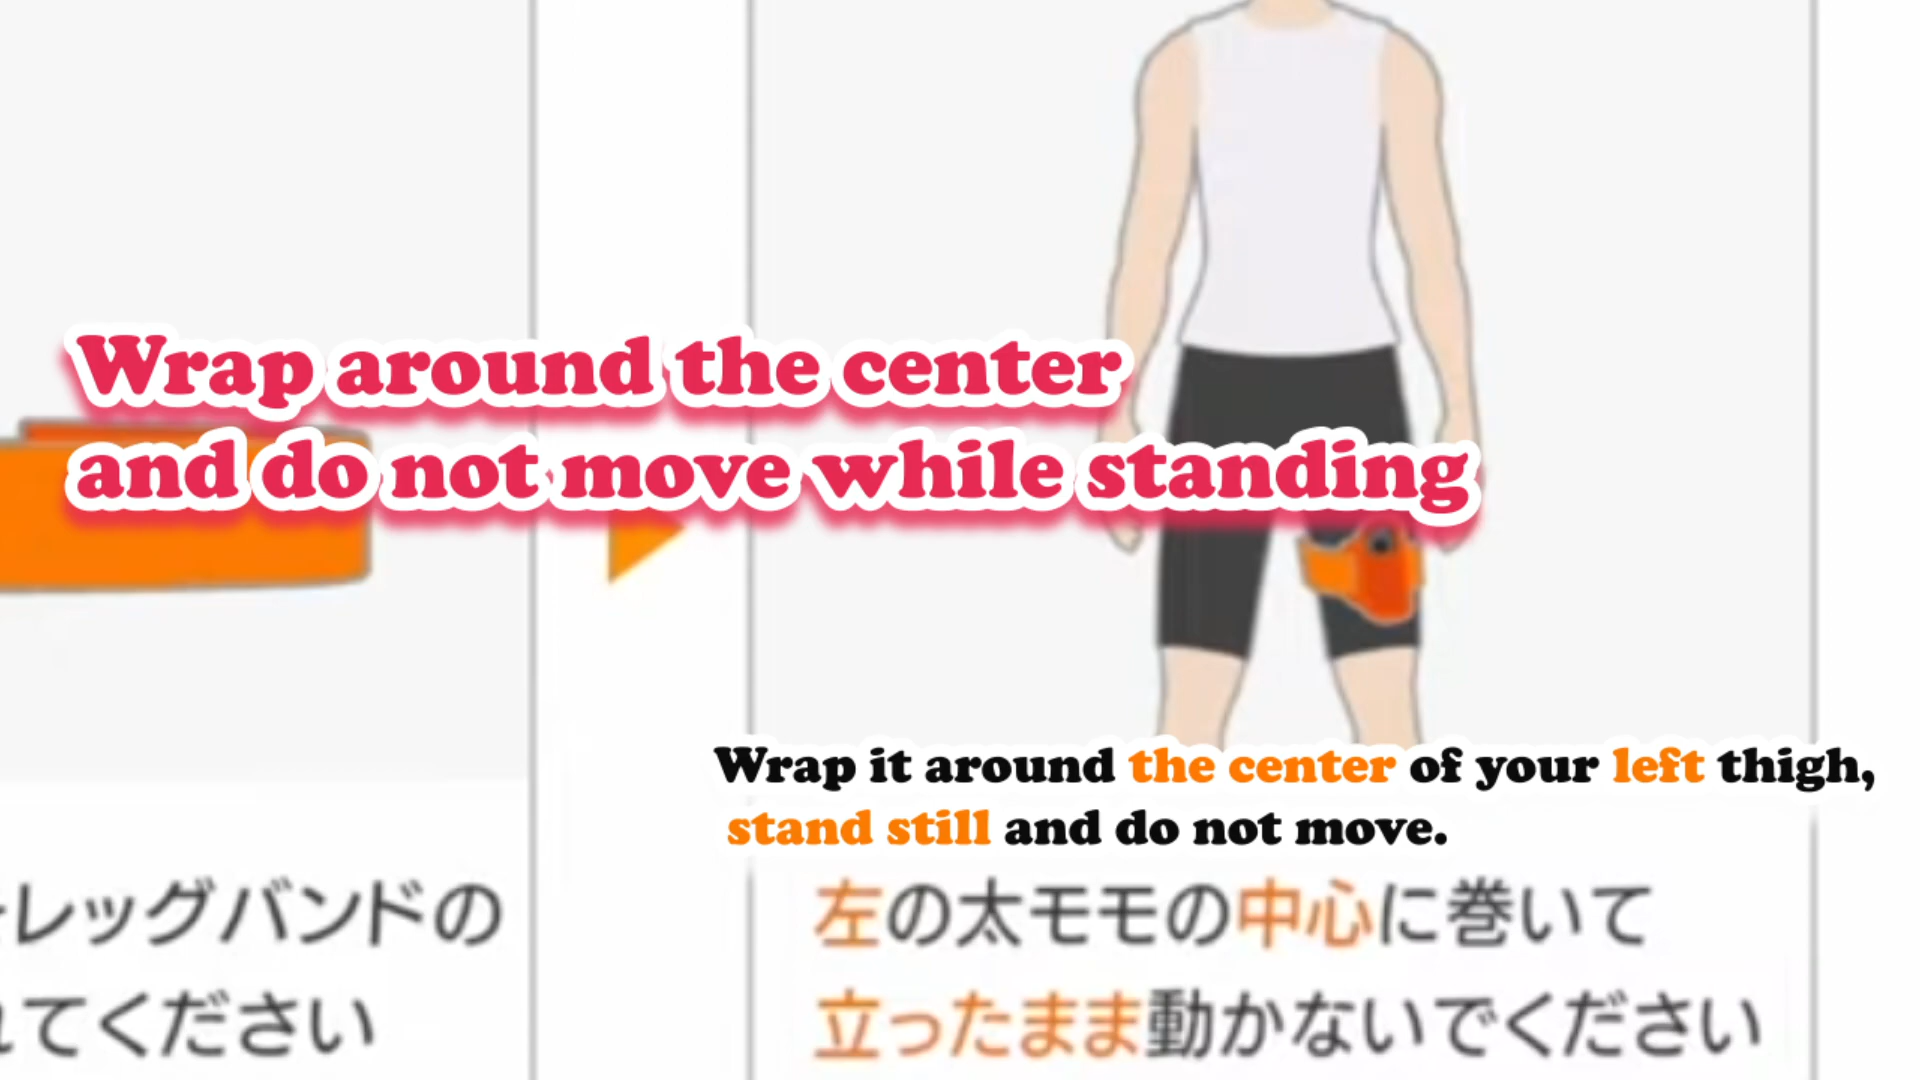 Wrap around the center
and do not move while standing
Wrap it around the center of your left thigh,
stand still and do not move.
レッグバンドの
てください
左の太モモの中心に巻いて
立ったまま動かないでください